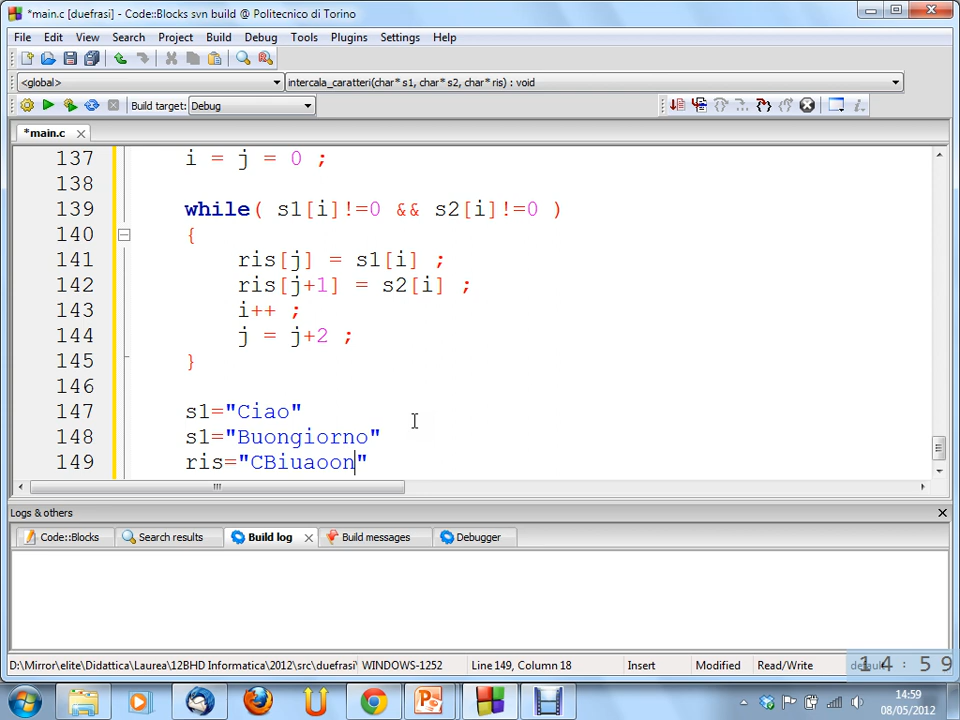 *main.c [duefrasi] - Code::Blocks svn build @ Politecnico di Torino
File Edit View Search Project Build Debug Tools Plugins Settings Help
<global> intercala_caratteri(char* s1, char* s2, char* ris) : void
Build target: Debug
*main.c
137 i = j = 0 ;
138
139 while( s1[i]!=0 && s2[i]!=0 )
140 {
141 ris[j] = s1[i] ;
142 ris[j+1] = s2[i] ;
143 i++ ;
144 j = j+2 ;
145 }
146
147 s1="Ciao"
148 s1="Buongiorno"
149 ris="CBiuaoon"
Logs & others
Code::Blocks Search results Build log Build messages Debugger
D:\Mirror\elite\Didattica\Laurea\12BHD Informatica\2012\src\duefrasi WINDOWS-1252 Line 149, Column 18 Insert Modified Read/Write default
14:59
14:59
08/05/2012